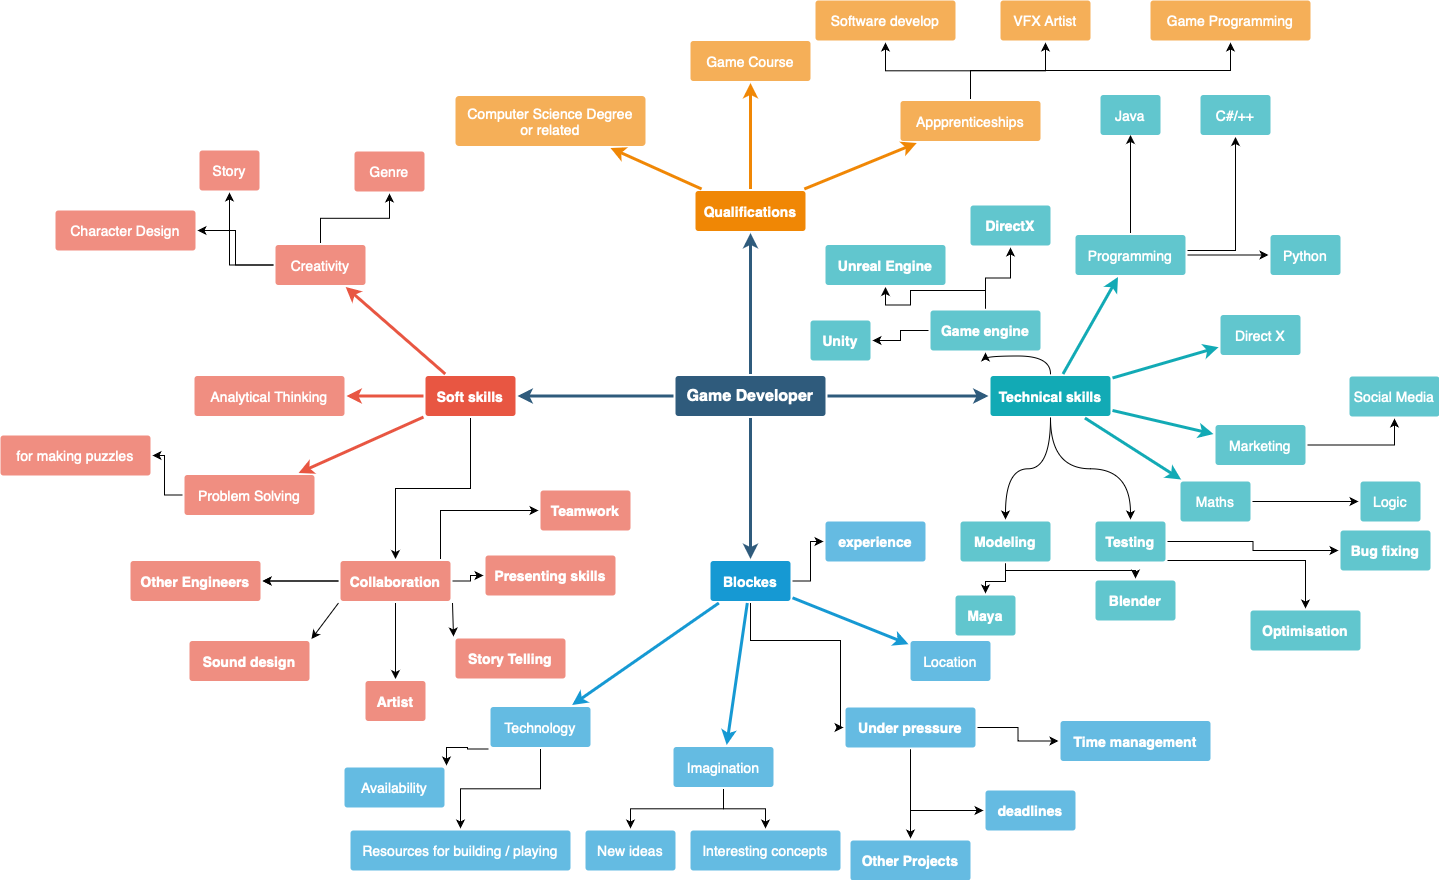 Software develop
VFX Artist
Game Programming
Game Course
Computer Science Degree
or related
Appprenticeships
Java
C#/++
Story
Genre
Qualifications
Character Design
DirectX
Creativity
Unreal Engine
Programming
Python
Unity
Game engine
Direct X
Analytical Thinking
Soft skills
Game Developer
Technical skills
Social Media
for making puzzles
Marketing
Problem Solving
Maths
Logic
Teamwork
experience
Modeling
Testing
Bug fixing
Other Engineers
Collaboration
Presenting skills
Blockes
Blender
Maya
Optimisation
Sound design
Story Telling
Location
Artist
Technology
Under pressure
Time management
Imagination
Availability
deadlines
Resources for building / playing
New ideas
Interesting concepts
Other Projects